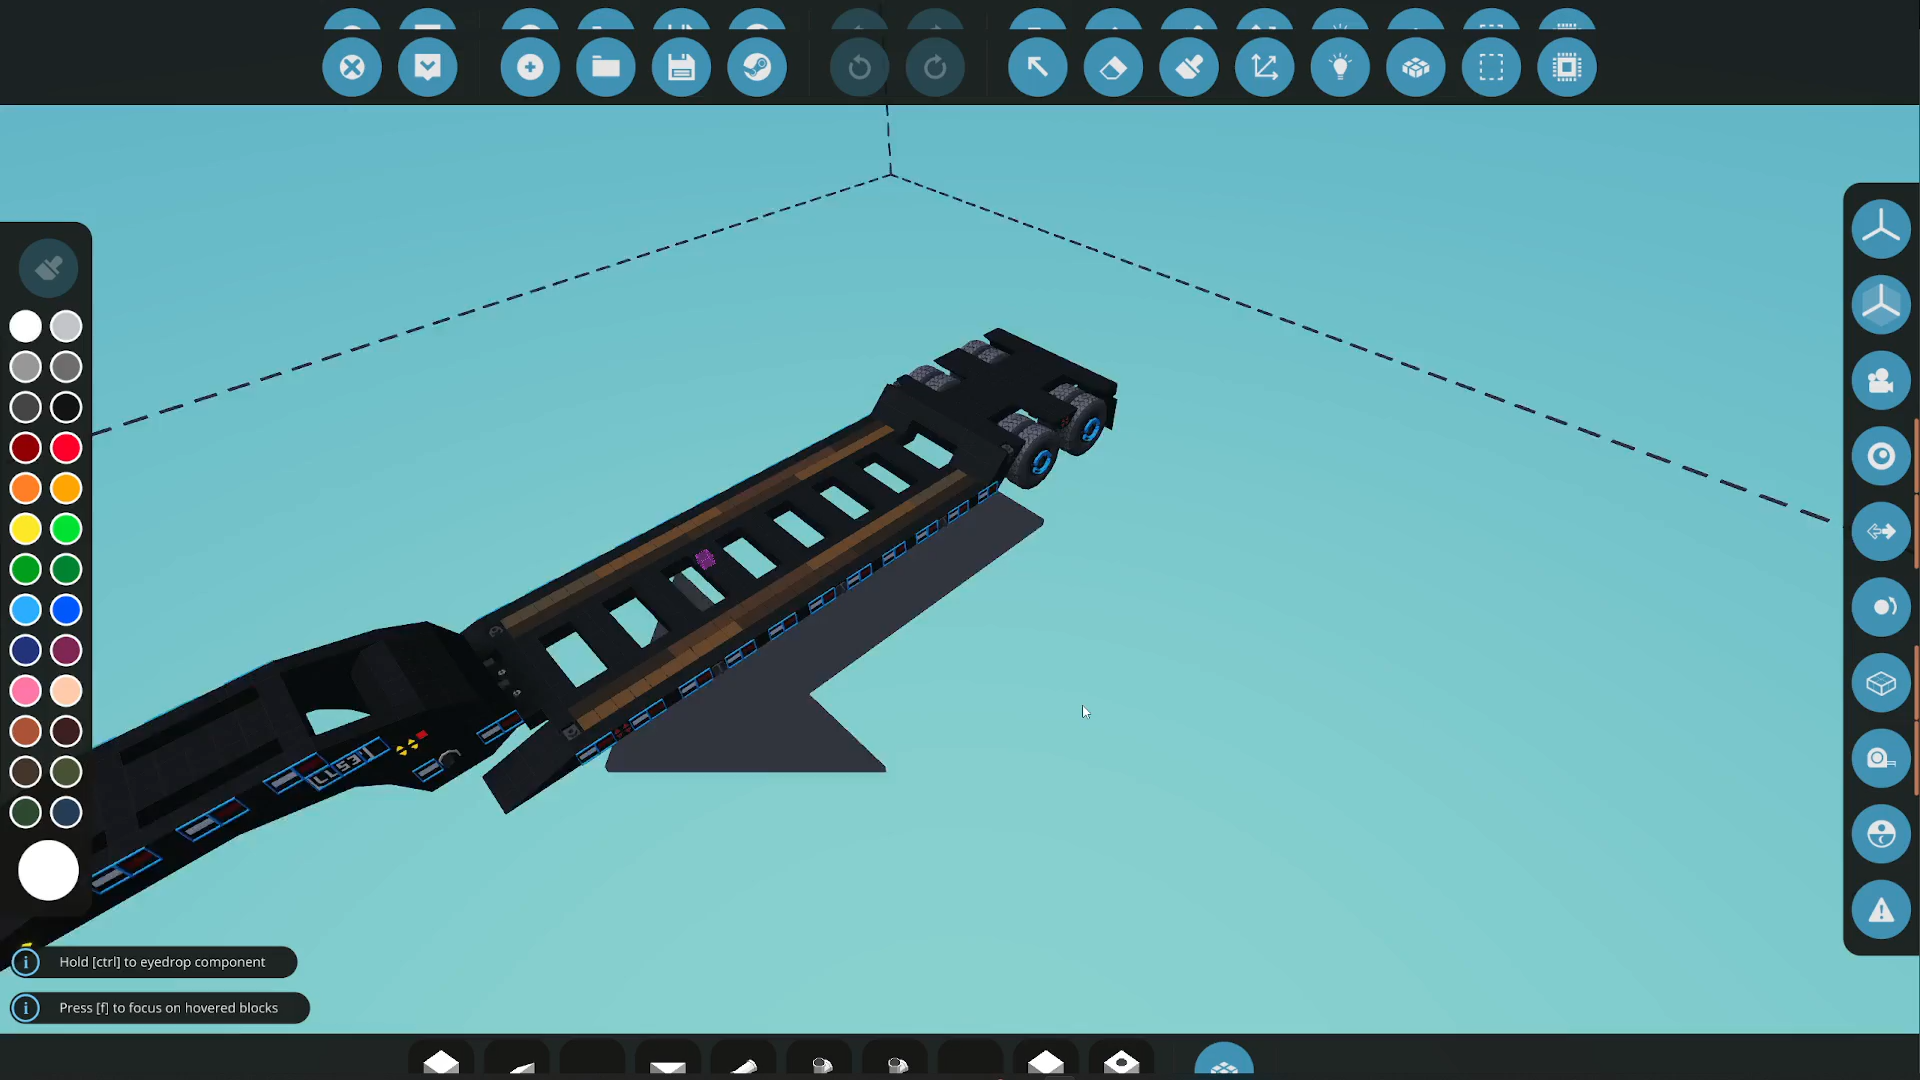 Hold [ctrl] to eyedrop component
Press [f] to focus on hovered blocks